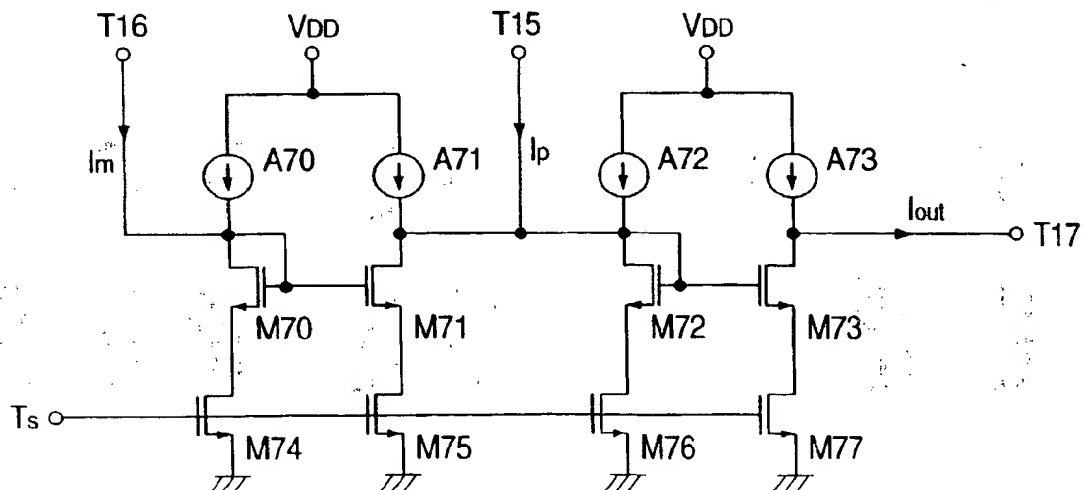 T16 VDD T15 VDD
Im A70 A71 Ip A72 A73
Iout T17
M70 M71 M72 M73
Ts M74 M75 M76 M77